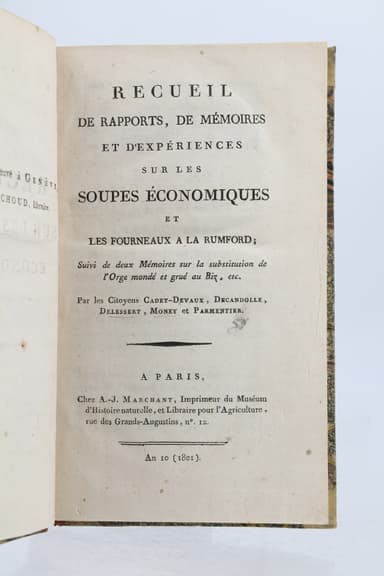 à GENÈVE,
CHOUD, Libraire.
RECUEIL
DE RAPPORTS, DE MÉMOIRES
ET D'EXPÉRIENCES
SUR LES
SOUPES ÉCONOMIQUES
ET
LES FOURNEAUX A LA RUMFORD;
Suivi de deux Mémoires sur la substitution de
l'Orge mondé et grué au Riz, etc.
Par les Citoyens CADET-DEVAUX, DECANDOLLE,
DELESSERT, MONEY et PARMENTIER.
A PARIS,
Chez A.-J. MARCHANT, Imprimeur du Muséum
d'Histoire naturelle, et Libraire pour l'Agriculture,
rue des Grands-Augustins, n°. 12.
An 10 (1801).